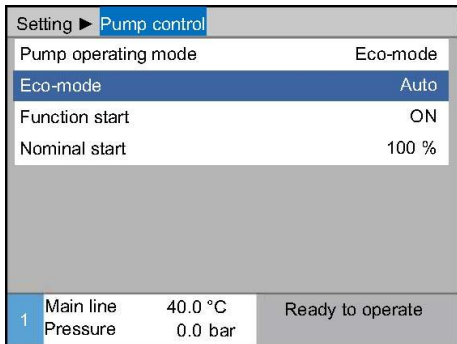 Setting ► Pump control
Pump operating mode Eco-mode
Eco-mode Auto
Function start ON
Nominal start 100 %
1 Main line 40.0 °C Ready to operate
Pressure 0.0 bar